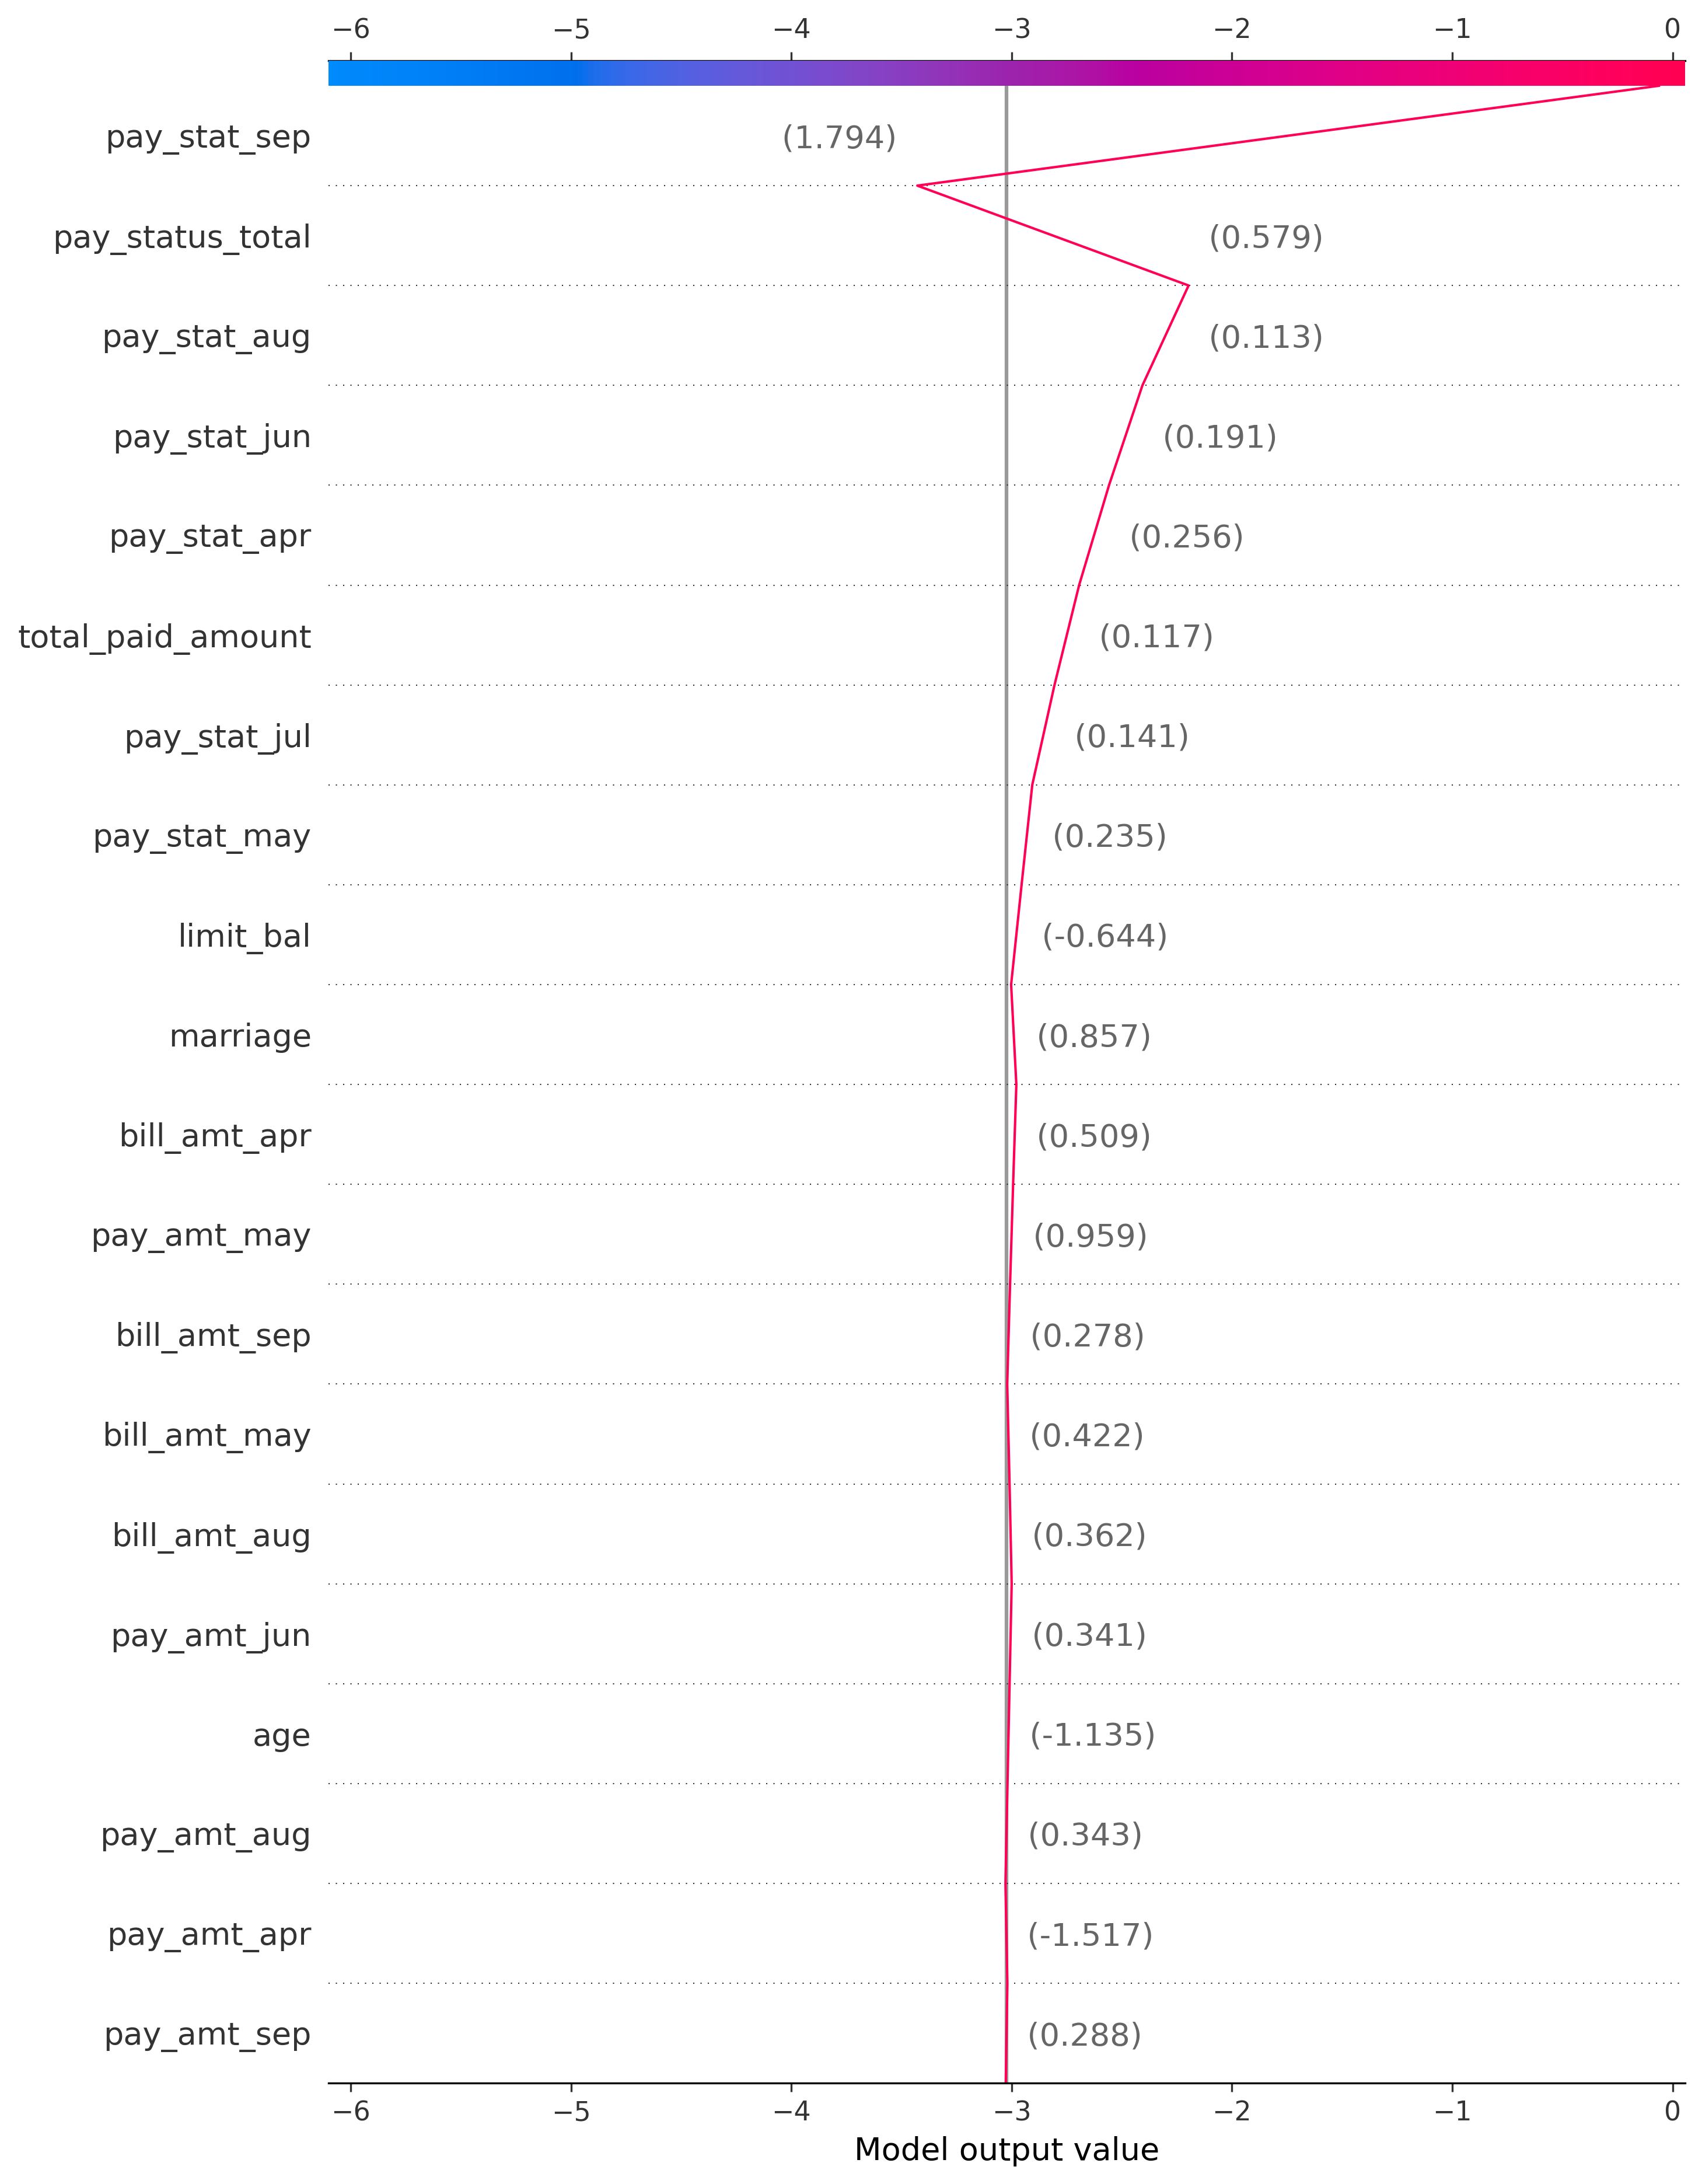 −6 −5 −4 −3 −2 −1 0
pay_stat_sep (1.794)
pay_status_total (0.579)
pay_stat_aug (0.113)
pay_stat_jun (0.191)
pay_stat_apr (0.256)
total_paid_amount (0.117)
pay_stat_jul (0.141)
pay_stat_may (0.235)
limit_bal (-0.644)
marriage (0.857)
bill_amt_apr (0.509)
pay_amt_may (0.959)
bill_amt_sep (0.278)
bill_amt_may (0.422)
bill_amt_aug (0.362)
pay_amt_jun (0.341)
age (-1.135)
pay_amt_aug (0.343)
pay_amt_apr (-1.517)
pay_amt_sep (0.288)
−6 −5 −4 −3 −2 −1 0
Model output value